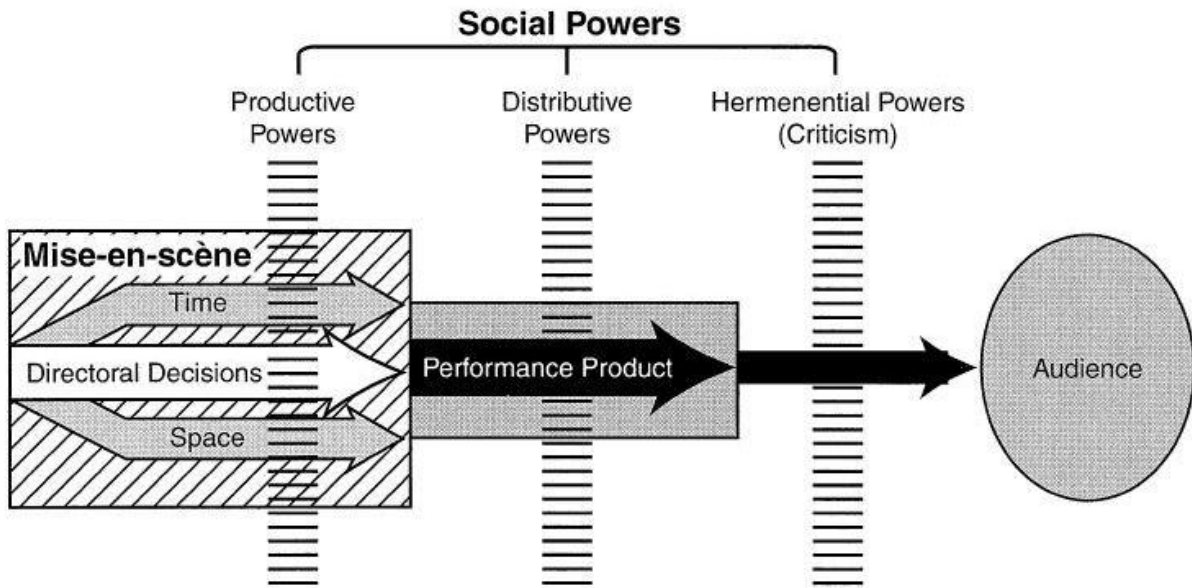 Social Powers
Productive
Powers
Distributive
Powers
Hermenential Powers
(Criticism)
Mise-en-scène
Time
Directoral Decisions
Space
Performance Product
Audience